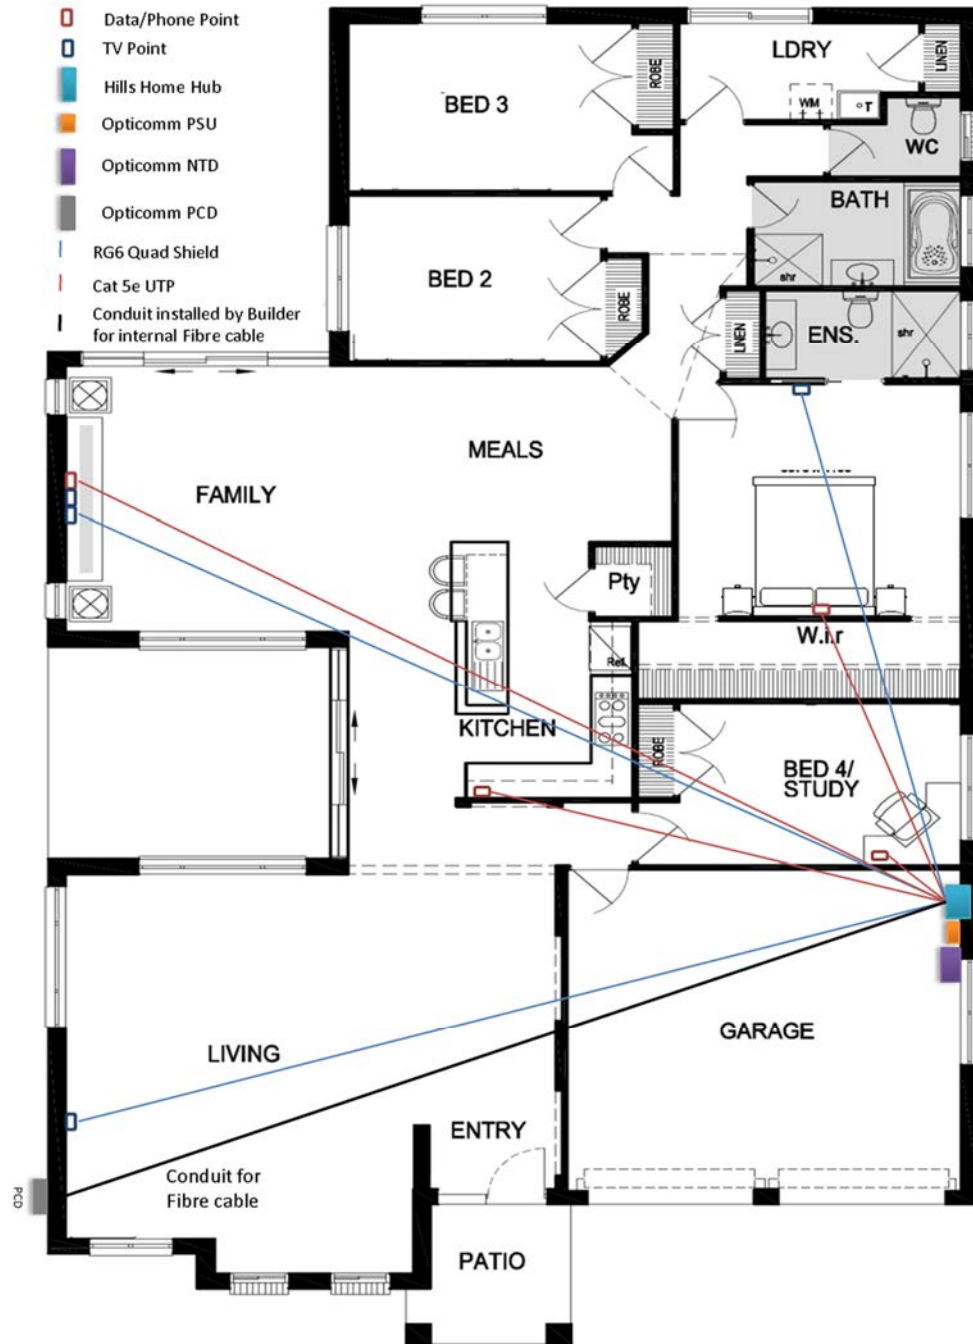 Data/Phone Point
TV Point
Hills Home Hub
Opticomm PSU
Opticomm NTD
Opticomm PCD
RG6 Quad Shield
Cat 5e UTP
Conduit installed by Builder
for internal Fibre cable
BED 3
ROBE
LDRY
LINEN
WM
T
WC
BATH
shr
BED 2
ROBE
LINEN
ENS.
shr
MEALS
FAMILY
Pty
W.i.r
Ref.
KITCHEN
ROBE
BED 4/
STUDY
GARAGE
LIVING
ENTRY
Conduit for
Fibre cable
PCD
PATIO